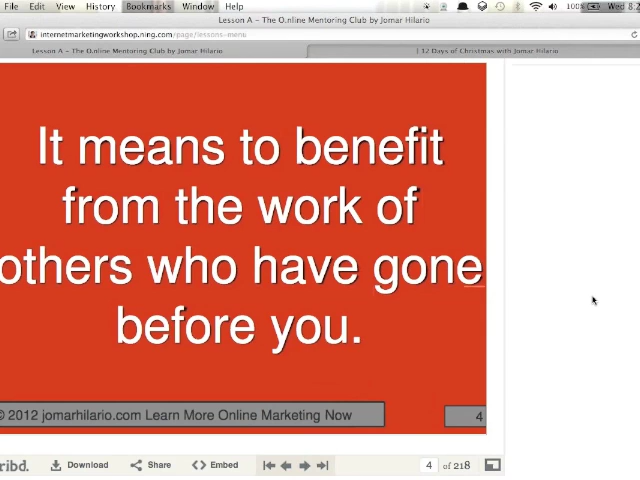 File Edit View History Bookmarks Window Help 100% Wed
Lesson A – The O.nline Mentoring Club by Jomar Hilario
internetmarketingworkshop.ning.com/page/lessons-menu
Lesson A – The O.nline Mentoring Club by Jomar Hilario | 12 Days of Christmas with Jomar Hilario
It means to benefit
from the work of
others who have gone
before you.
© 2012 jomarhilario.com Learn More Online Marketing Now 4
ribd. Download Share Embed 4 of 218